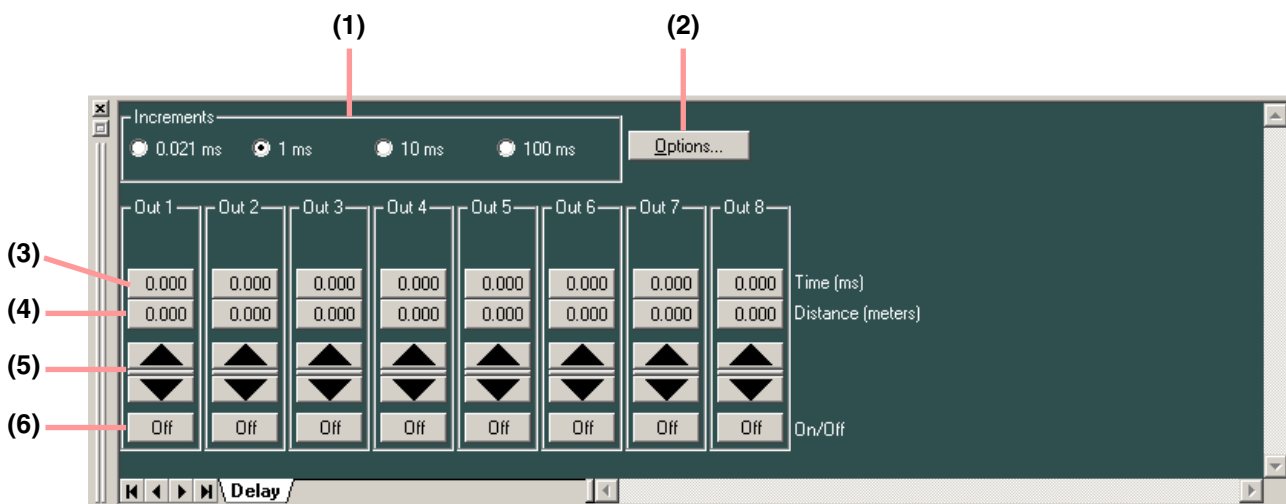 (1) (2)
Increments
0.021 ms 1 ms 10 ms 100 ms Options...
Out 1 Out 2 Out 3 Out 4 Out 5 Out 6 Out 7 Out 8
(3) 0.000 0.000 0.000 0.000 0.000 0.000 0.000 0.000 Time (ms)
(4) 0.000 0.000 0.000 0.000 0.000 0.000 0.000 0.000 Distance (meters)
(5)
(6) Off Off Off Off Off Off Off Off On/Off
Delay